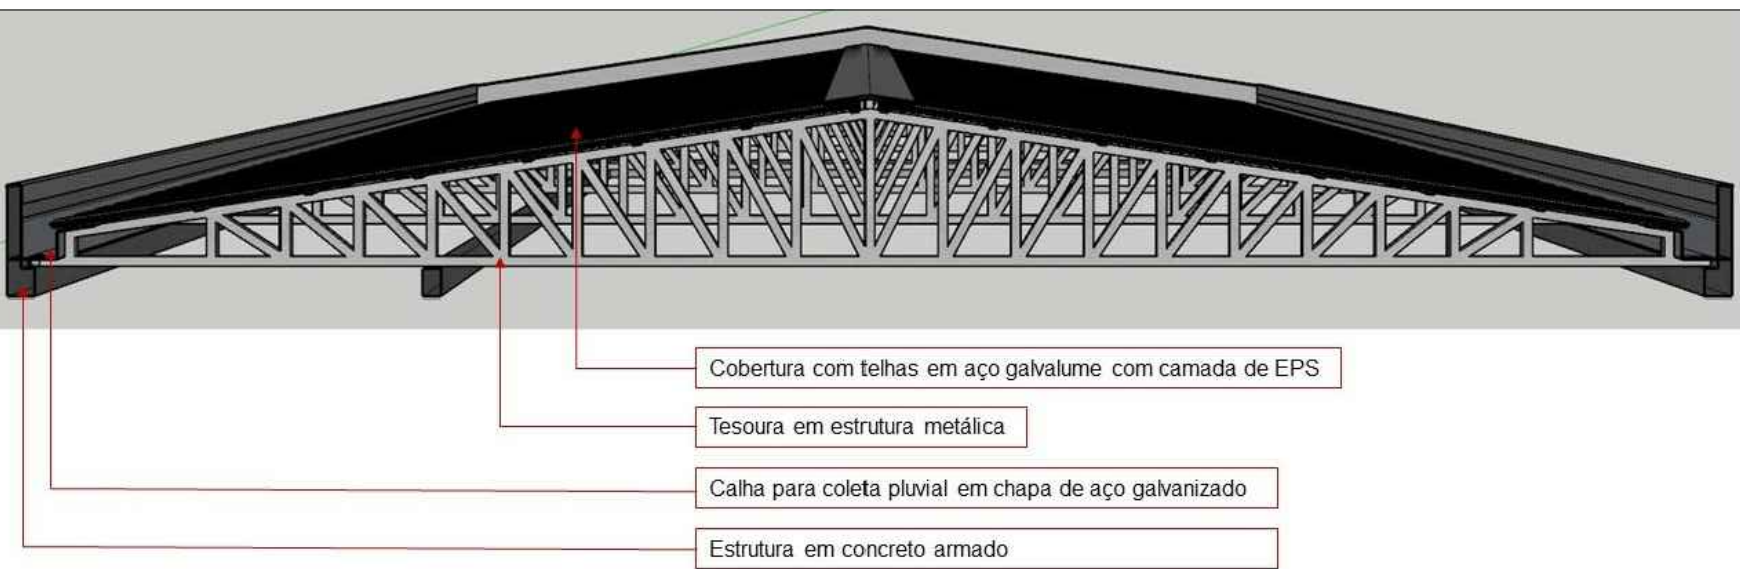 Cobertura com telhas em aço galvalume com camada de EPS
Tesoura em estrutura metálica
Calha para coleta pluvial em chapa de aço galvanizado
Estrutura em concreto armado